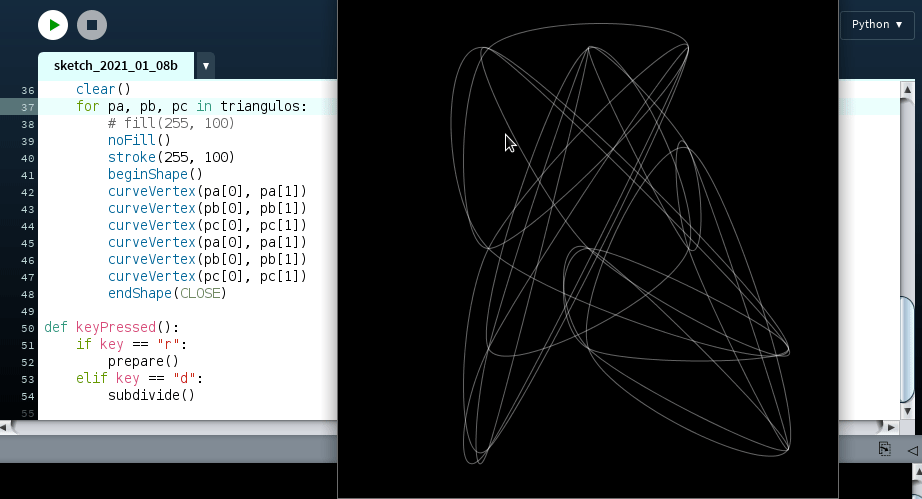 Python ▾
sketch_2021_01_08b ▼
36 clear()
37 for pa, pb, pc in triangulos:
38 # fill(255, 100)
39 noFill()
40 stroke(255, 100)
41 beginShape()
42 curveVertex(pa[0], pa[1])
43 curveVertex(pb[0], pb[1])
44 curveVertex(pc[0], pc[1])
45 curveVertex(pa[0], pa[1])
46 curveVertex(pb[0], pb[1])
47 curveVertex(pc[0], pc[1])
48 endShape(CLOSE)
49
50 def keyPressed():
51 if key == "r":
52 prepare()
53 elif key == "d":
54 subdivide()
55